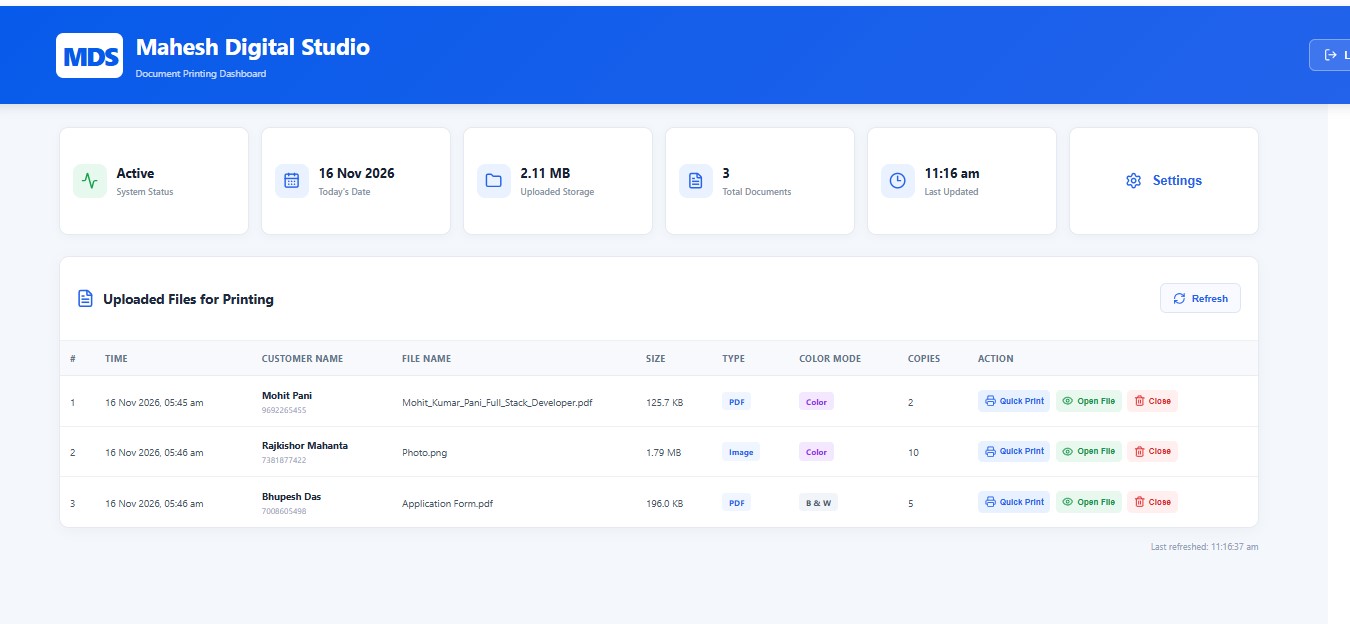 MDS
Mahesh Digital Studio
Document Printing Dashboard
L
Active
System Status
16 Nov 2026
Today's Date
2.11 MB
Uploaded Storage
3
Total Documents
11:16 am
Last Updated
Settings
Uploaded Files for Printing
Refresh
# TIME CUSTOMER NAME FILE NAME SIZE TYPE COLOR MODE COPIES ACTION
1 16 Nov 2026, 05:45 am Mohit Pani Mohit_Kumar_Pani_Full_Stack_Developer.pdf 125.7 KB PDF Color 2 Quick Print Open File Close
9692265455
2 16 Nov 2026, 05:46 am Rajkishor Mahanta Photo.png 1.79 MB Image Color 10 Quick Print Open File Close
7381877422
3 16 Nov 2026, 05:46 am Bhupesh Das Application Form.pdf 196.0 KB PDF B & W 5 Quick Print Open File Close
7008605498
Last refreshed: 11:16:37 am